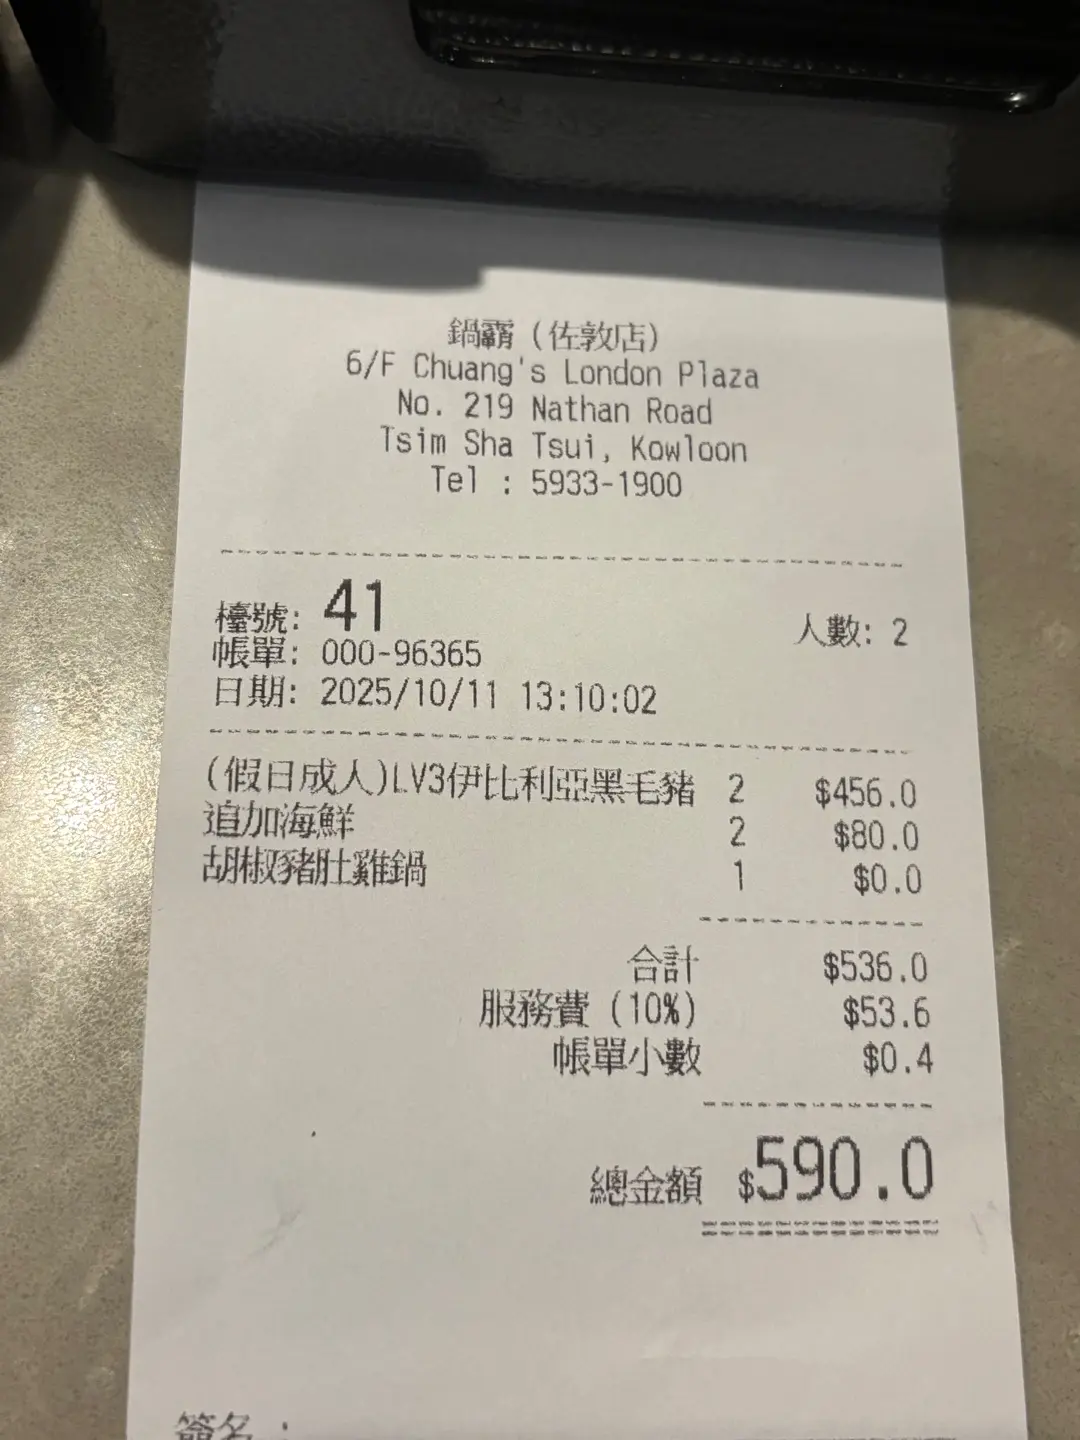 鍋霸 (佐敦店)
6/F Chuang's London Plaza
No. 219 Nathan Road
Tsim Sha Tsui, Kowloon
Tel : 5933-1900
檯號: 41 人數: 2
帳單: 000-96365
日期: 2025/10/11 13:10:02
(假日成人)LV3伊比利亞黑毛豬 2 $456.0
追加海鮮 2 $80.0
胡椒豬肚雞鍋 1 $0.0
合計 $536.0
服務費 (10%) $53.6
帳單小數 $0.4
總金額 $590.0
簽名 :